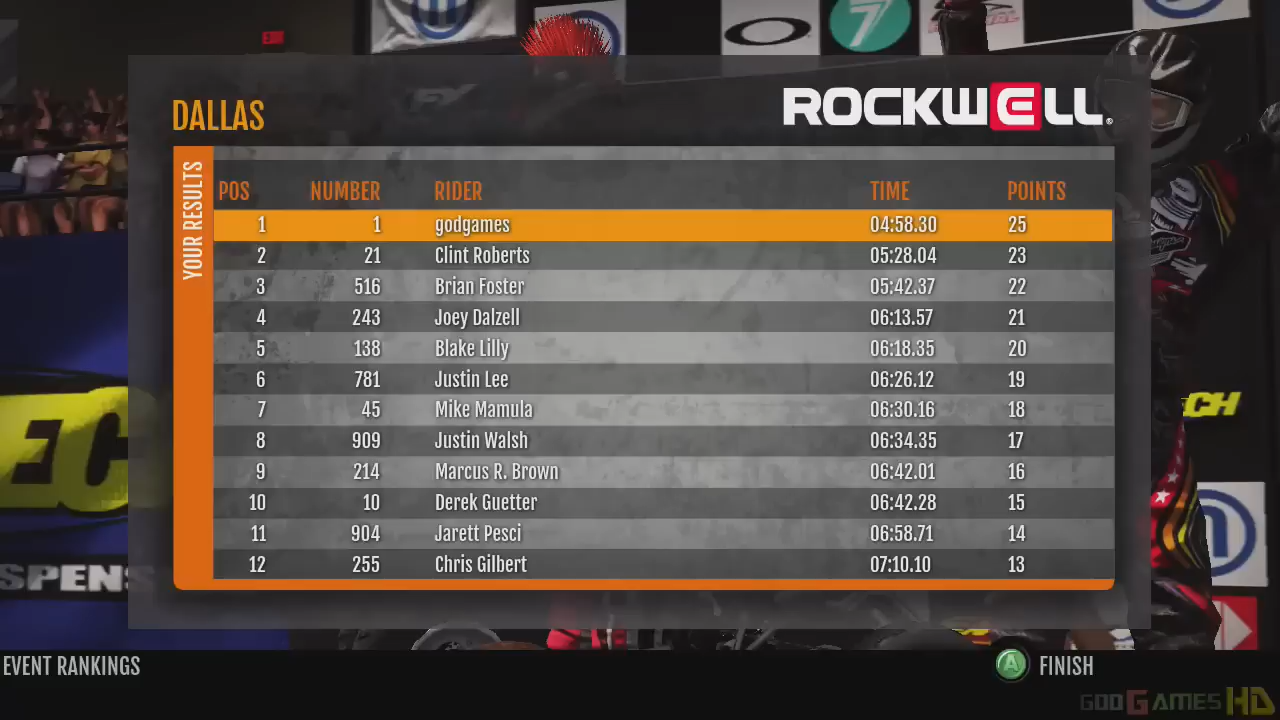 7
DALLAS
ROCKWELL
YOUR RESULTS
POS NUMBER RIDER TIME POINTS
1 1 godgames 04:58.30 25
2 21 Clint Roberts 05:28.04 23
3 516 Brian Foster 05:42.37 22
4 243 Joey Dalzell 06:13.57 21
5 138 Blake Lilly 06:18.35 20
6 781 Justin Lee 06:26.12 19
7 45 Mike Mamula 06:30.16 18
8 909 Justin Walsh 06:34.35 17
9 214 Marcus R. Brown 06:42.01 16
10 10 Derek Guetter 06:42.28 15
11 904 Jarett Pesci 06:58.71 14
12 255 Chris Gilbert 07:10.10 13
EVENT RANKINGS
A FINISH
GODGAMESHD